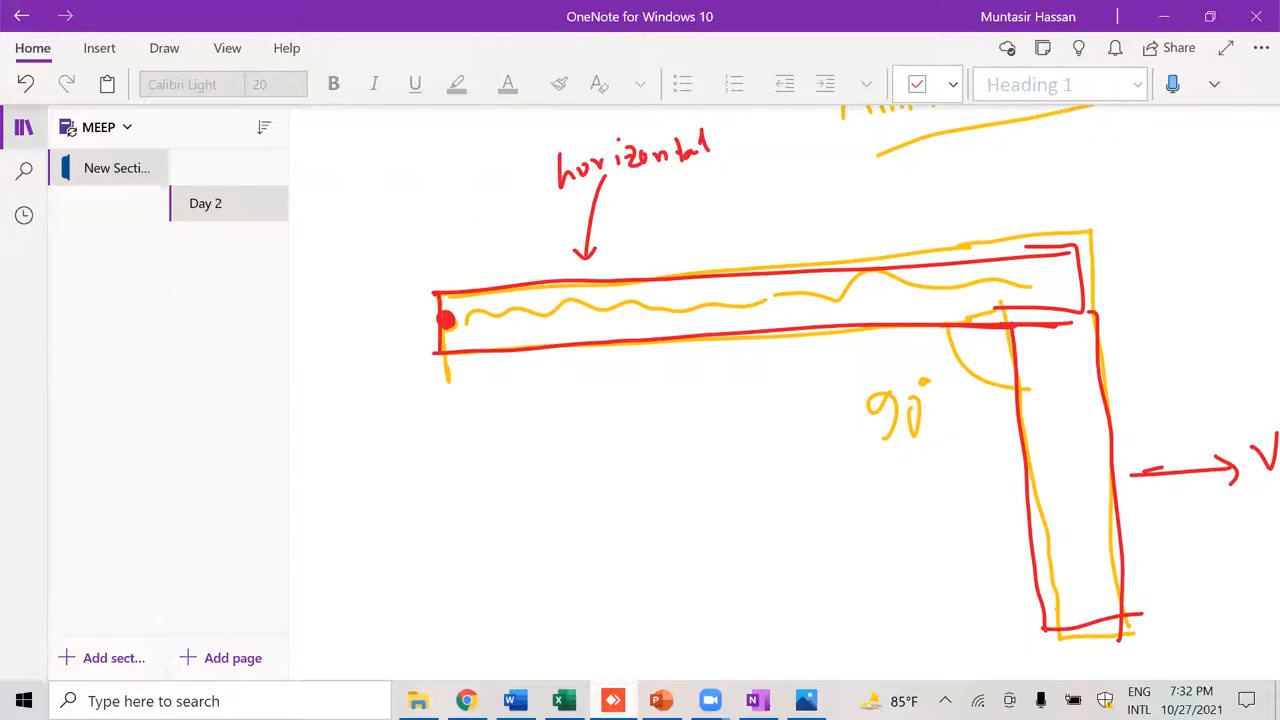 OneNote for Windows 10
Muntasir Hassan
Home Insert Draw View Help
Share
Calibri Light 20
B I U A
Heading 1
MEEP
New Secti...
Day 2
horizontal
90°
V
Add sect... Add page
Type here to search
85°F
ENG
INTL
7:32 PM
10/27/2021